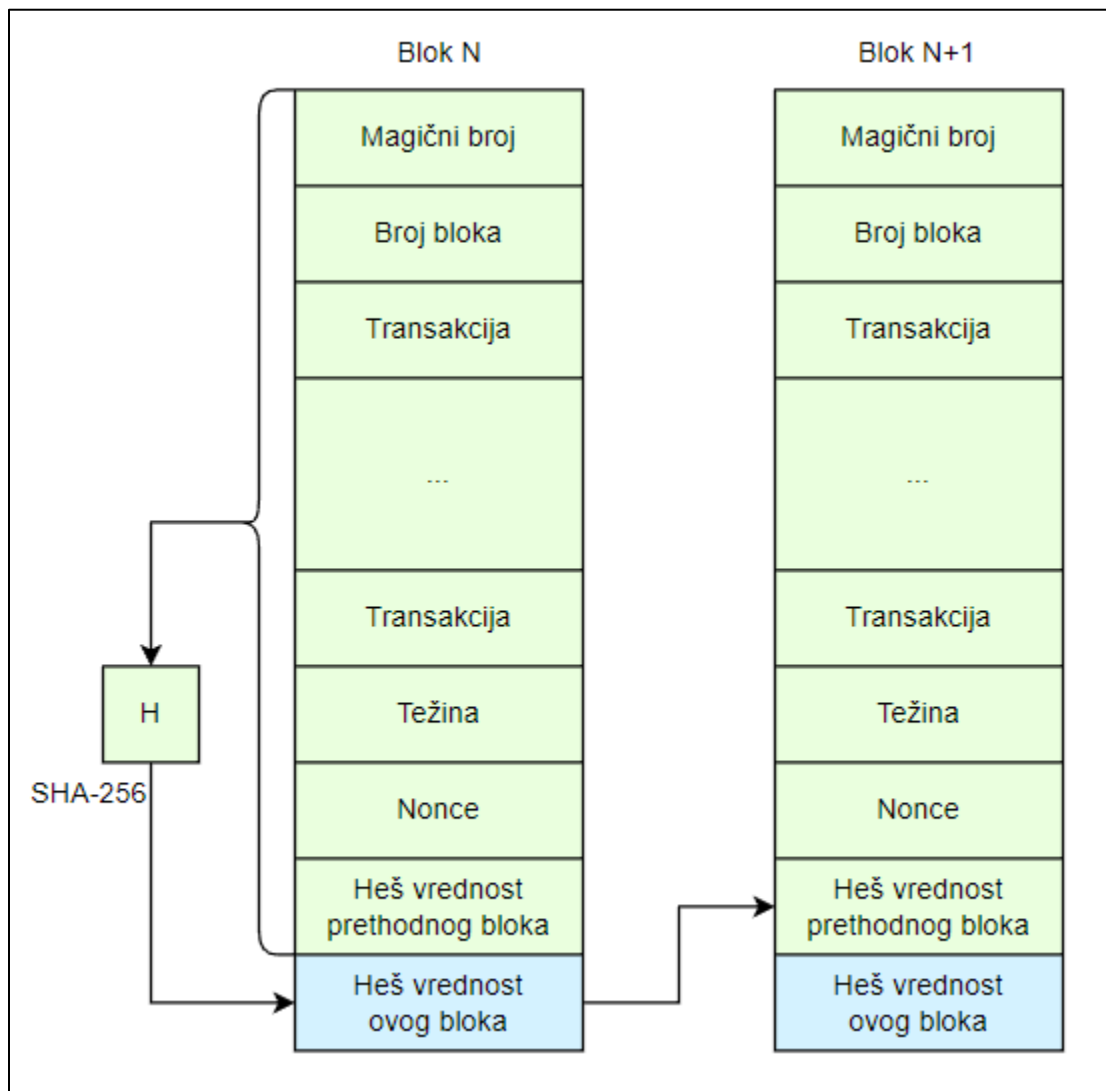 Blok N
Magični broj
Broj bloka
Transakcija
...
Transakcija
Težina
Nonce
Heš vrednost
prethodnog bloka
Heš vrednost
ovog bloka
H
SHA-256
Blok N+1
Magični broj
Broj bloka
Transakcija
...
Transakcija
Težina
Nonce
Heš vrednost
prethodnog bloka
Heš vrednost
ovog bloka